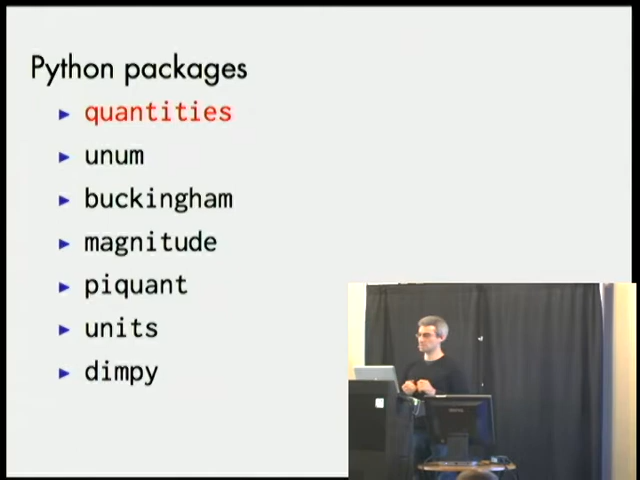 Python packages
quantities
unum
buckingham
magnitude
piquant
units
dimpy